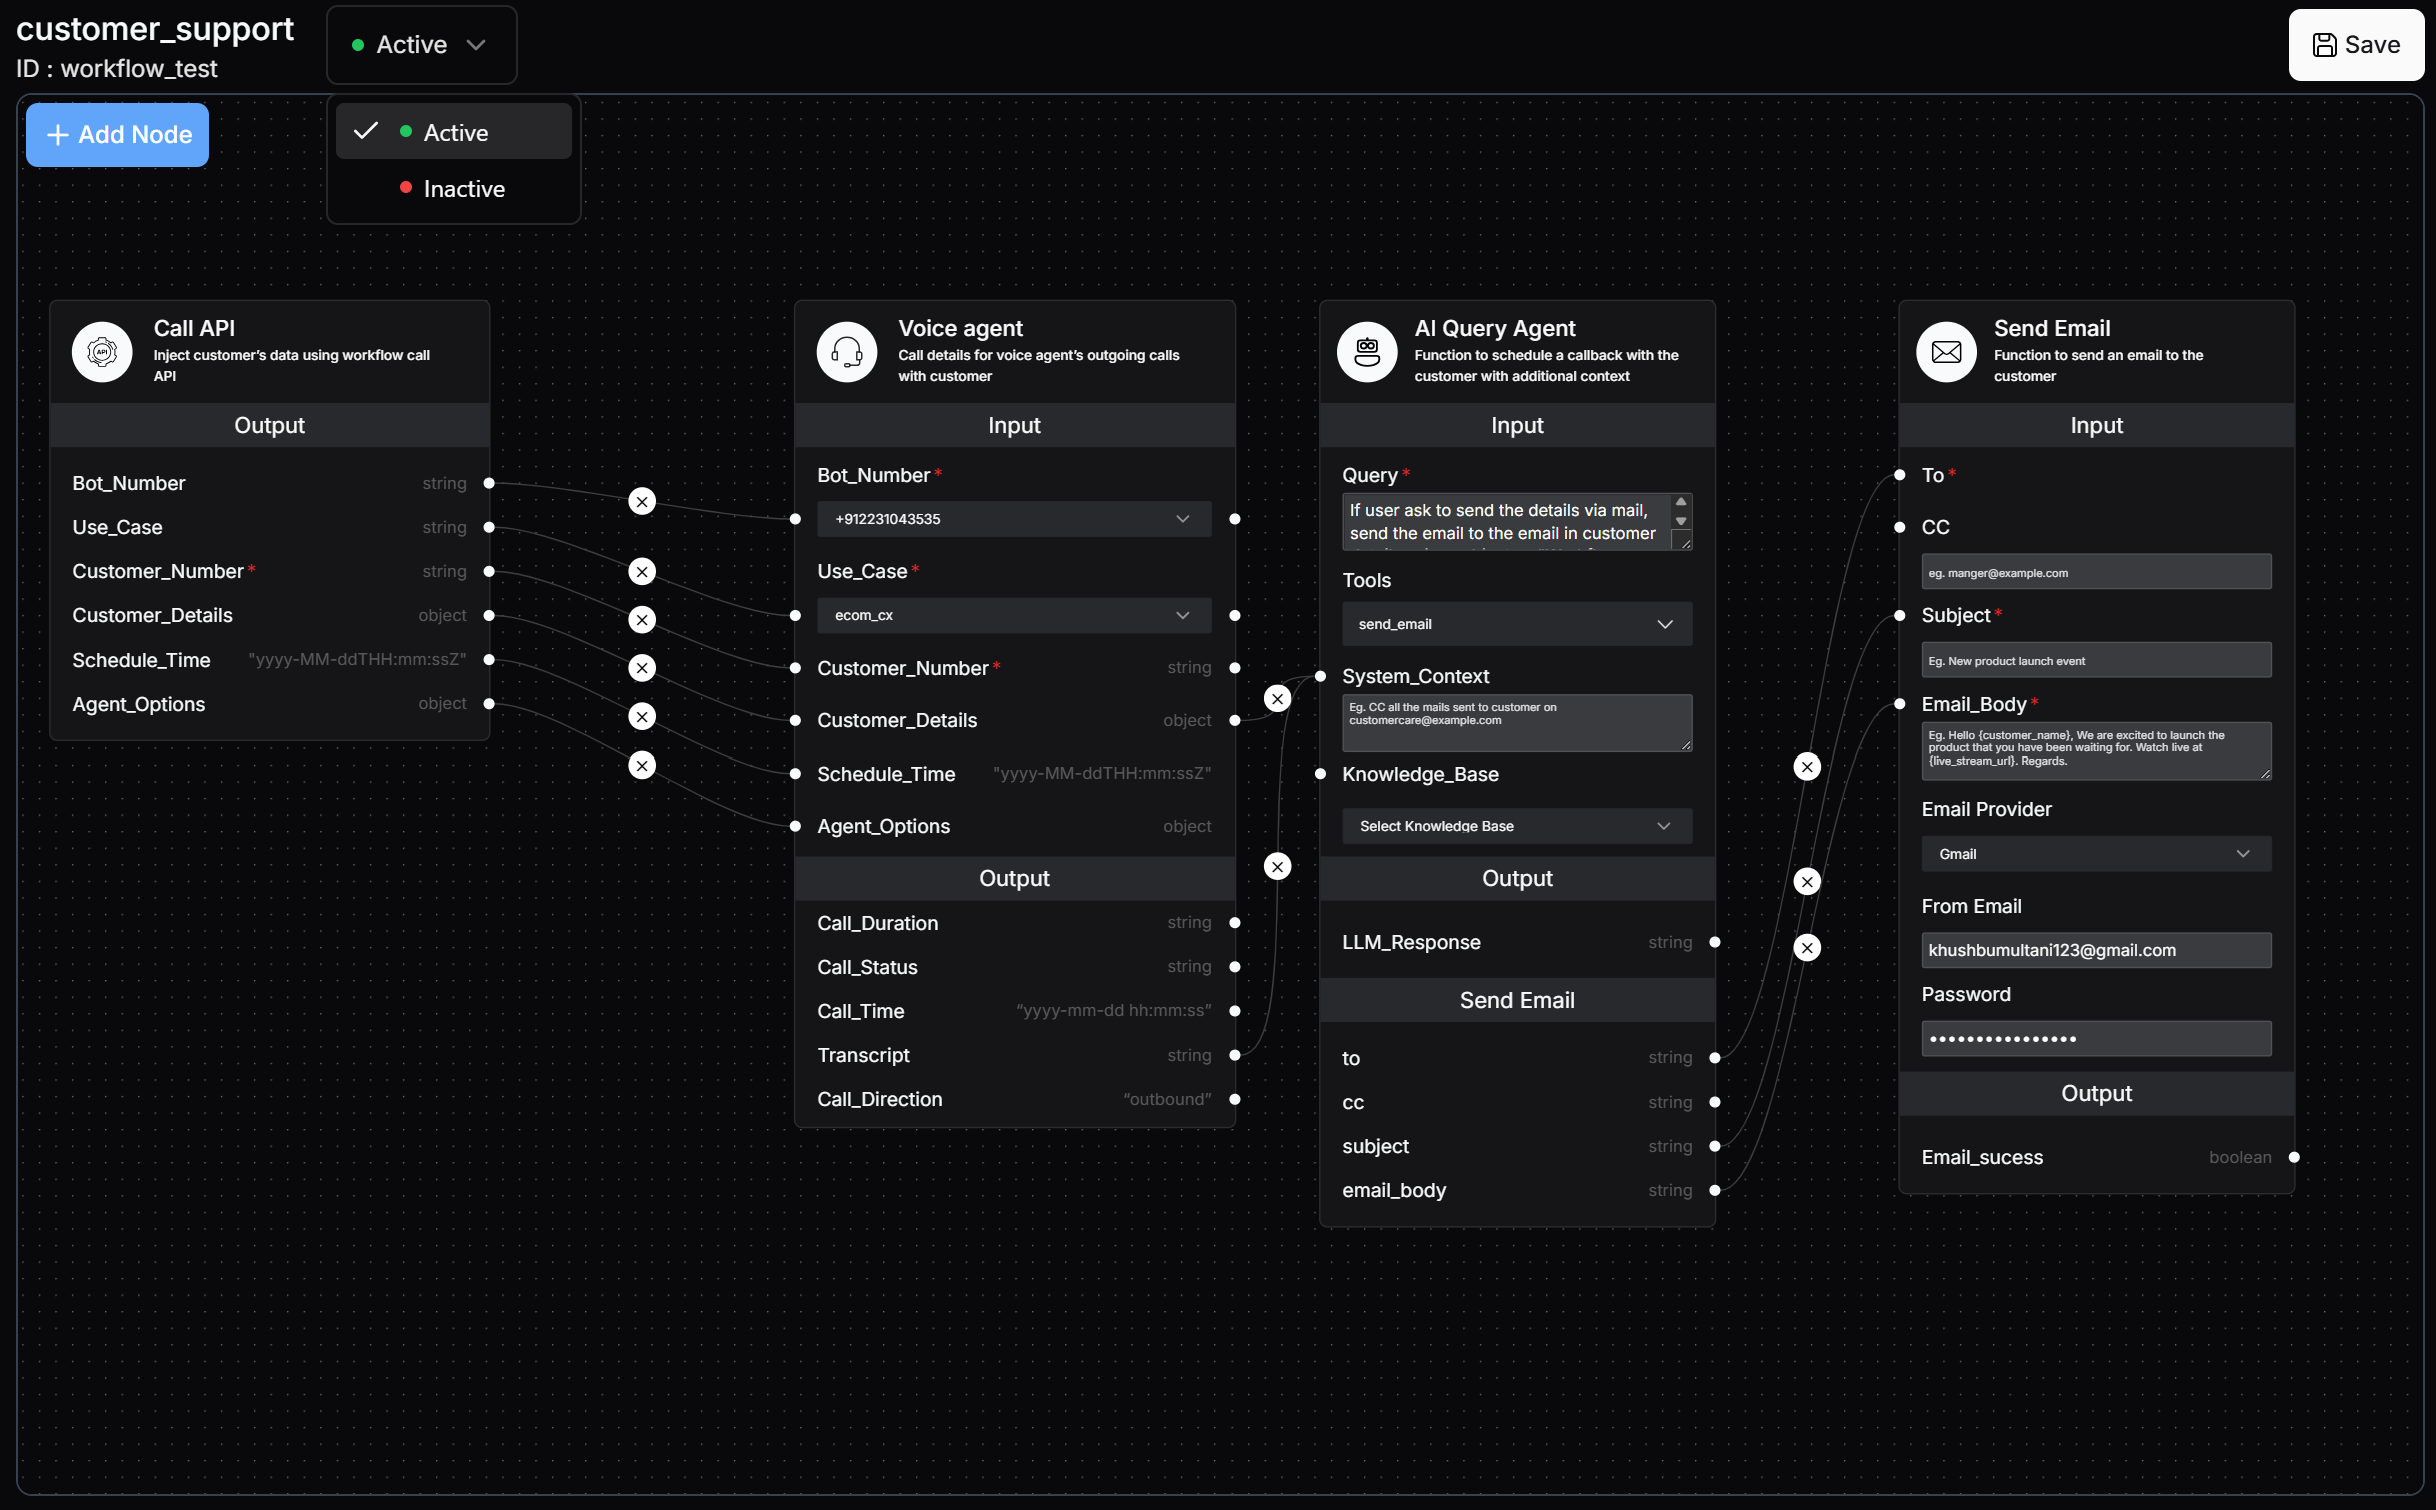 customer_support
ID : workflow_test
Active
Save
Add Node
Active
Inactive
Call API
Inject customer's data using workflow call
API
Output
Bot_Number string
Use_Case string
Customer_Number* string
Customer_Details object
Schedule_Time "yyyy-MM-ddTHH:mm:ssZ"
Agent_Options object
Voice agent
Call details for voice agent's outgoing calls
with customer
Input
Bot_Number*
+912231043535
Use_Case*
ecom_cx
Customer_Number* string
Customer_Details object
Schedule_Time "yyyy-MM-ddTHH:mm:ssZ"
Agent_Options object
Output
Call_Duration string
Call_Status string
Call_Time “yyyy-mm-dd hh:mm:ss”
Transcript string
Call_Direction “outbound”
AI Query Agent
Function to schedule a callback with the
customer with additional context
Input
Query*
If user ask to send the details via mail,
send the email to the email in customer
Tools
send_email
System_Context
Eg. CC all the mails sent to customer on
customercare@example.com
Knowledge_Base
Select Knowledge Base
Output
LLM_Response string
Send Email
to string
cc string
subject string
email_body string
Send Email
Function to send an email to the
customer
Input
To*
CC
eg. manger@example.com
Subject*
Eg. New product launch event
Email_Body*
Eg. Hello {customer_name}, We are excited to launch the
product that you have been waiting for. Watch live at
{live_stream_url}. Regards.
Email Provider
Gmail
From Email
khushbumultani123@gmail.com
Password
••••••••••••••••
Output
Email_sucess boolean